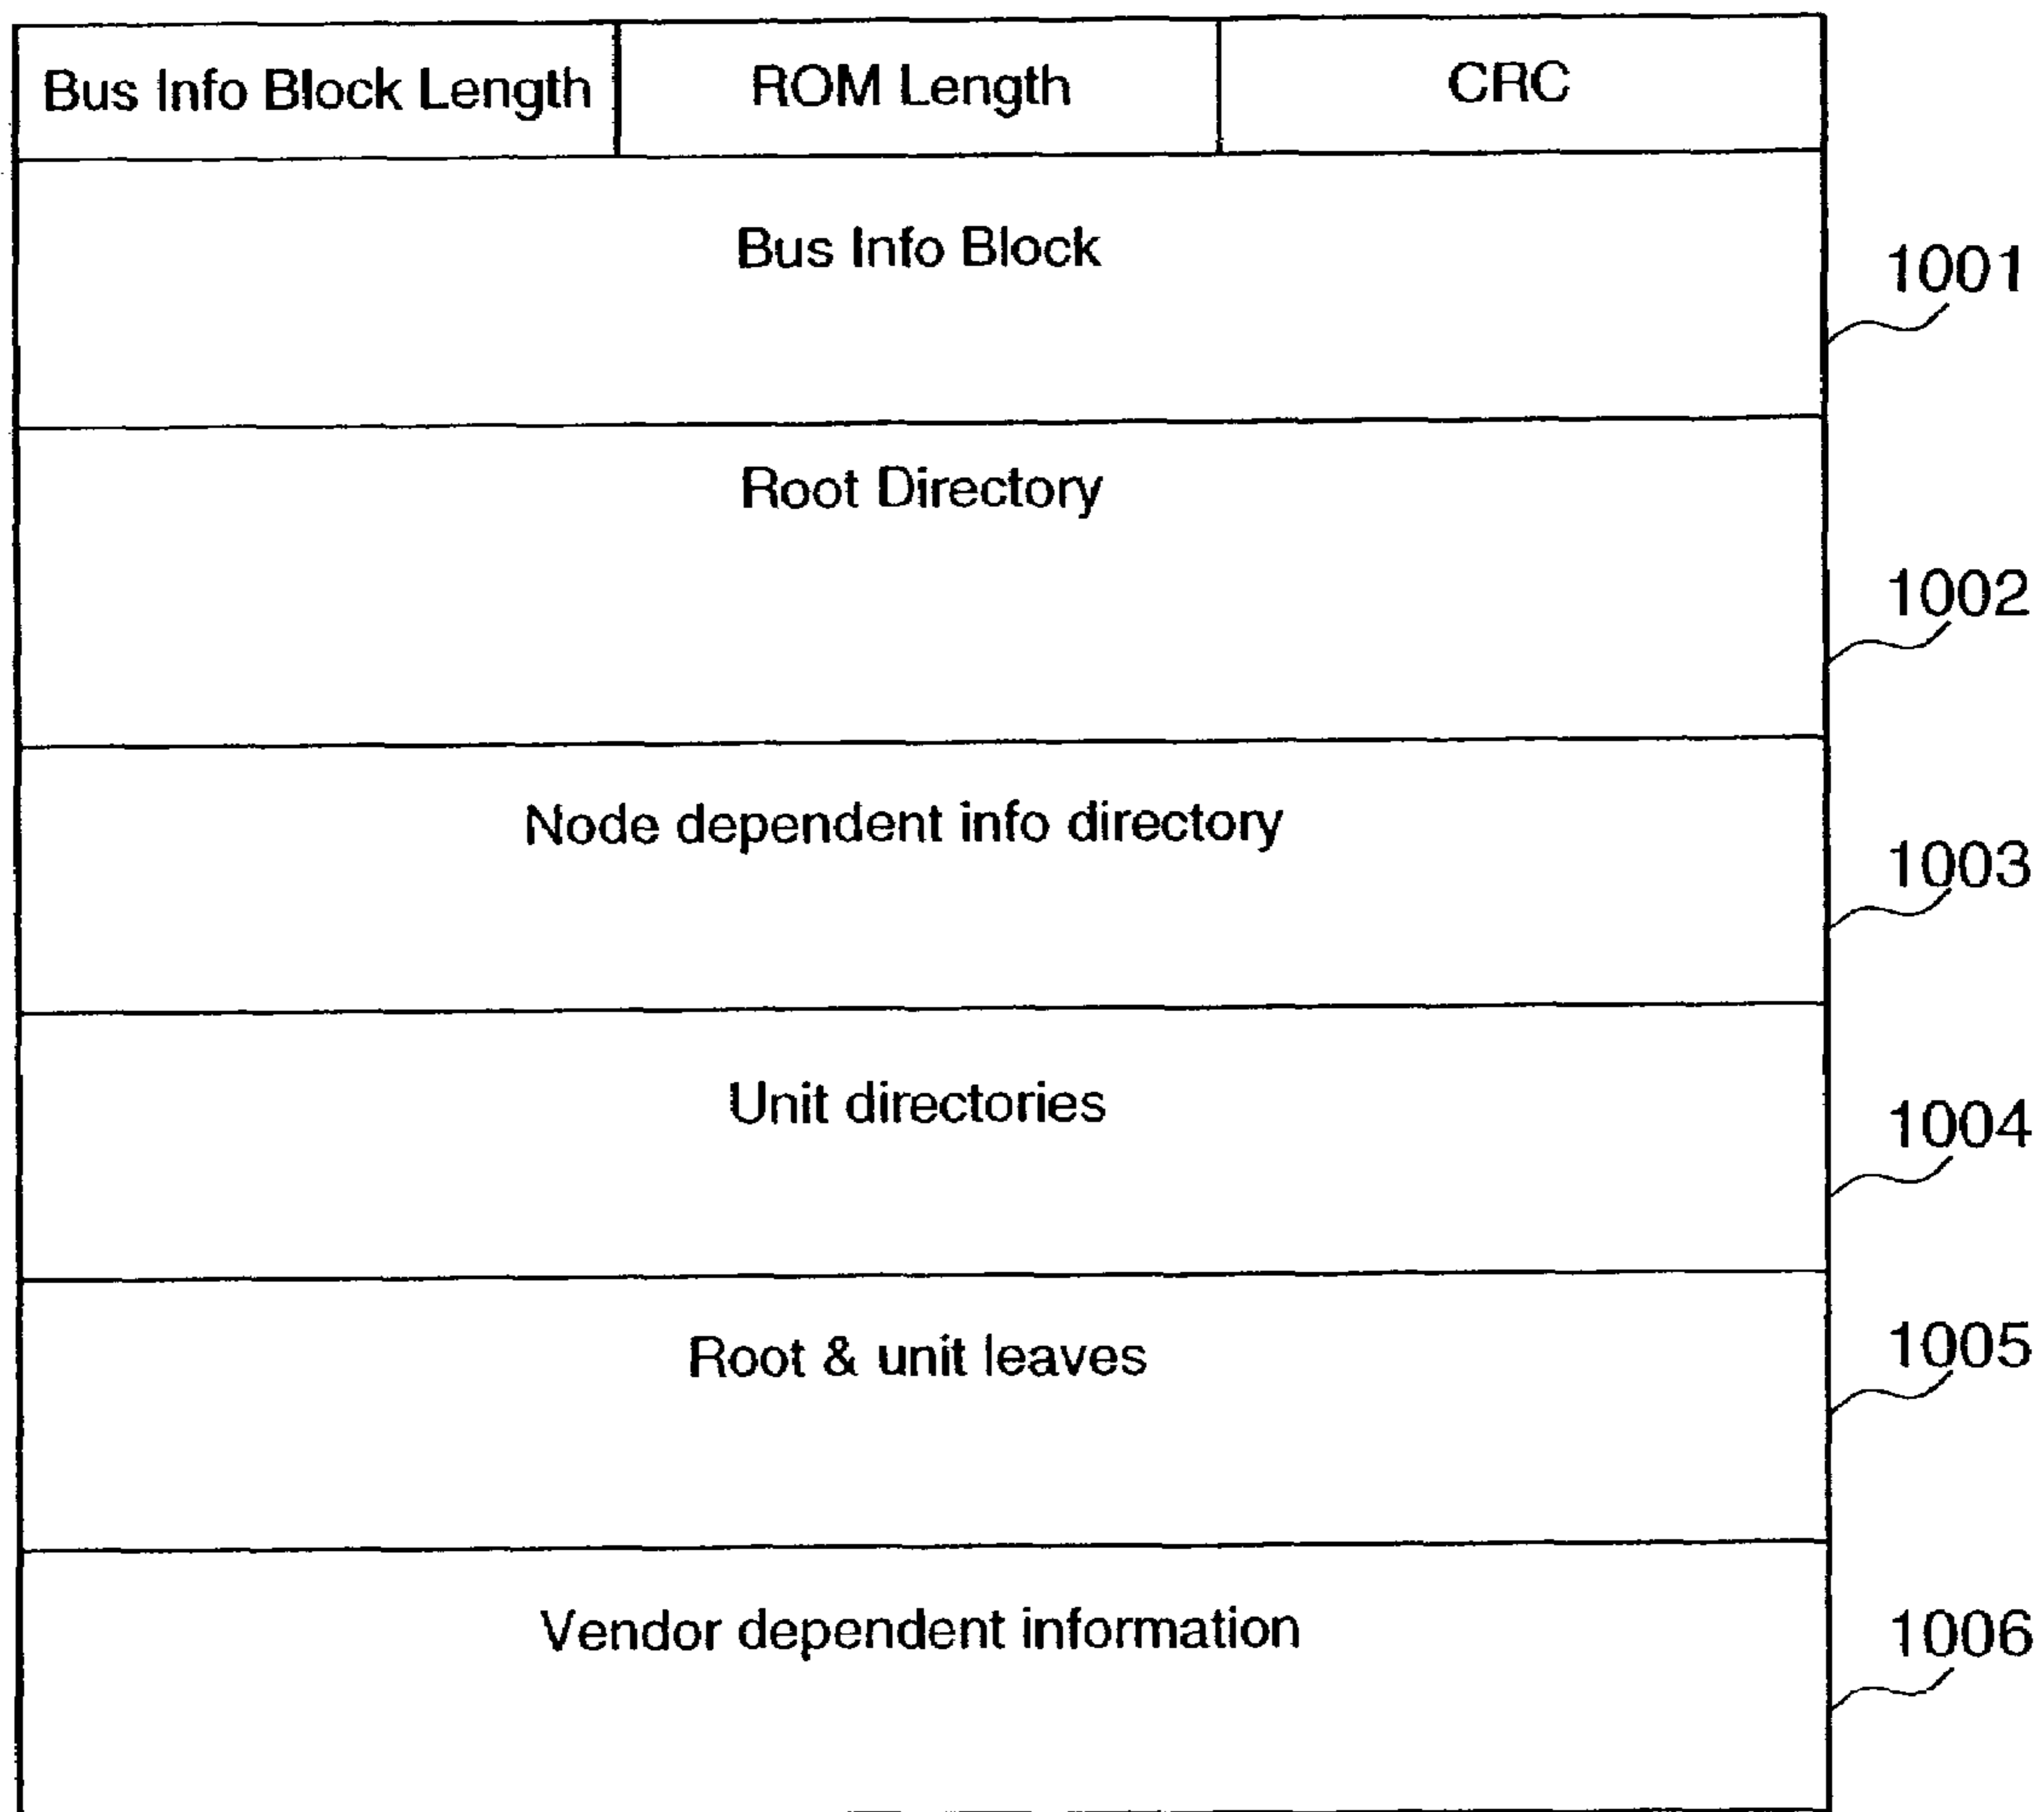 Bus Info Block Length ROM Length CRC
Bus Info Block
1001
Root Directory
1002
Node dependent info directory
1003
Unit directories
1004
Root & unit leaves
1005
Vendor dependent information
1006